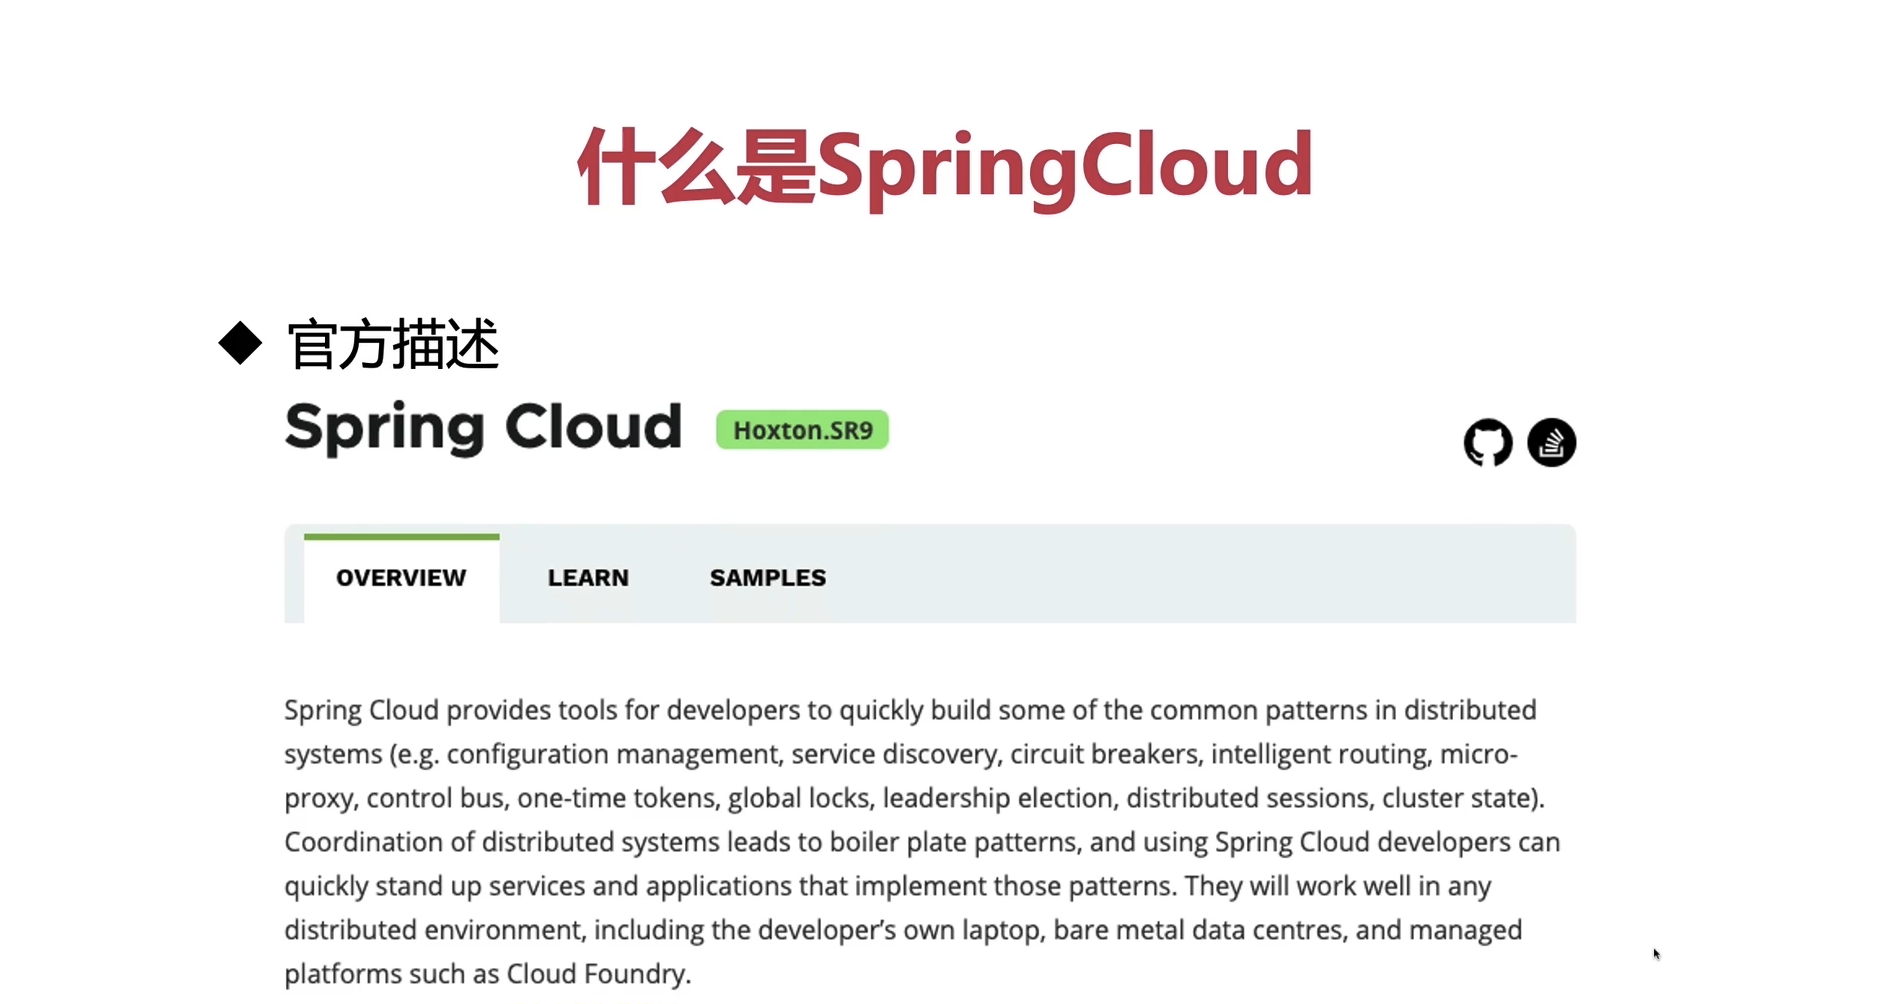 什么是SpringCloud
官方描述
Spring Cloud Hoxton.SR9
OVERVIEW LEARN SAMPLES
Spring Cloud provides tools for developers to quickly build some of the common patterns in distributed
systems (e.g. configuration management, service discovery, circuit breakers, intelligent routing, micro-
proxy, control bus, one-time tokens, global locks, leadership election, distributed sessions, cluster state).
Coordination of distributed systems leads to boiler plate patterns, and using Spring Cloud developers can
quickly stand up services and applications that implement those patterns. They will work well in any
distributed environment, including the developer’s own laptop, bare metal data centres, and managed
platforms such as Cloud Foundry.